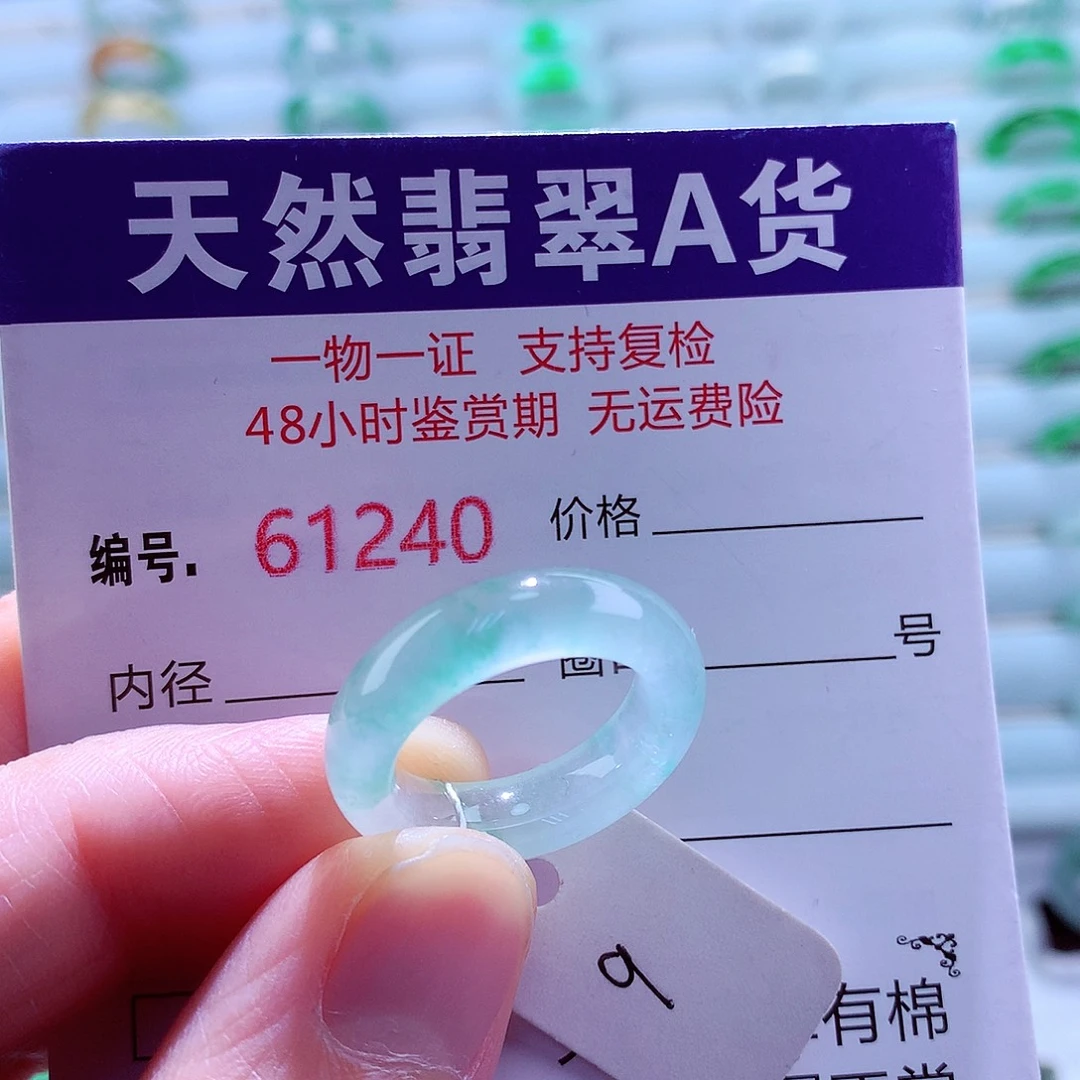 天然翡翠A货
一物一证 支持复检
48小时鉴赏期 无运费险
编号. 61240 价格
内径 圈 号
9
有棉